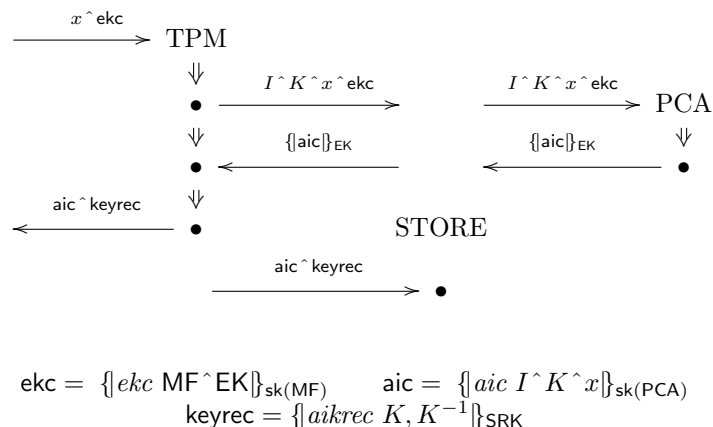 x ˆ ekc
TPM
I ˆ K ˆ x ˆ ekc I ˆ K ˆ x ˆ ekc
PCA
{|aic|}EK {|aic|}EK
aic ˆ keyrec
STORE
aic ˆ keyrec
ekc = {|ekc MF ˆ EK|}sk(MF) aic = {|aic I ˆ K ˆ x|}sk(PCA)
keyrec = {|aikrec K, K⁻¹|}SRK